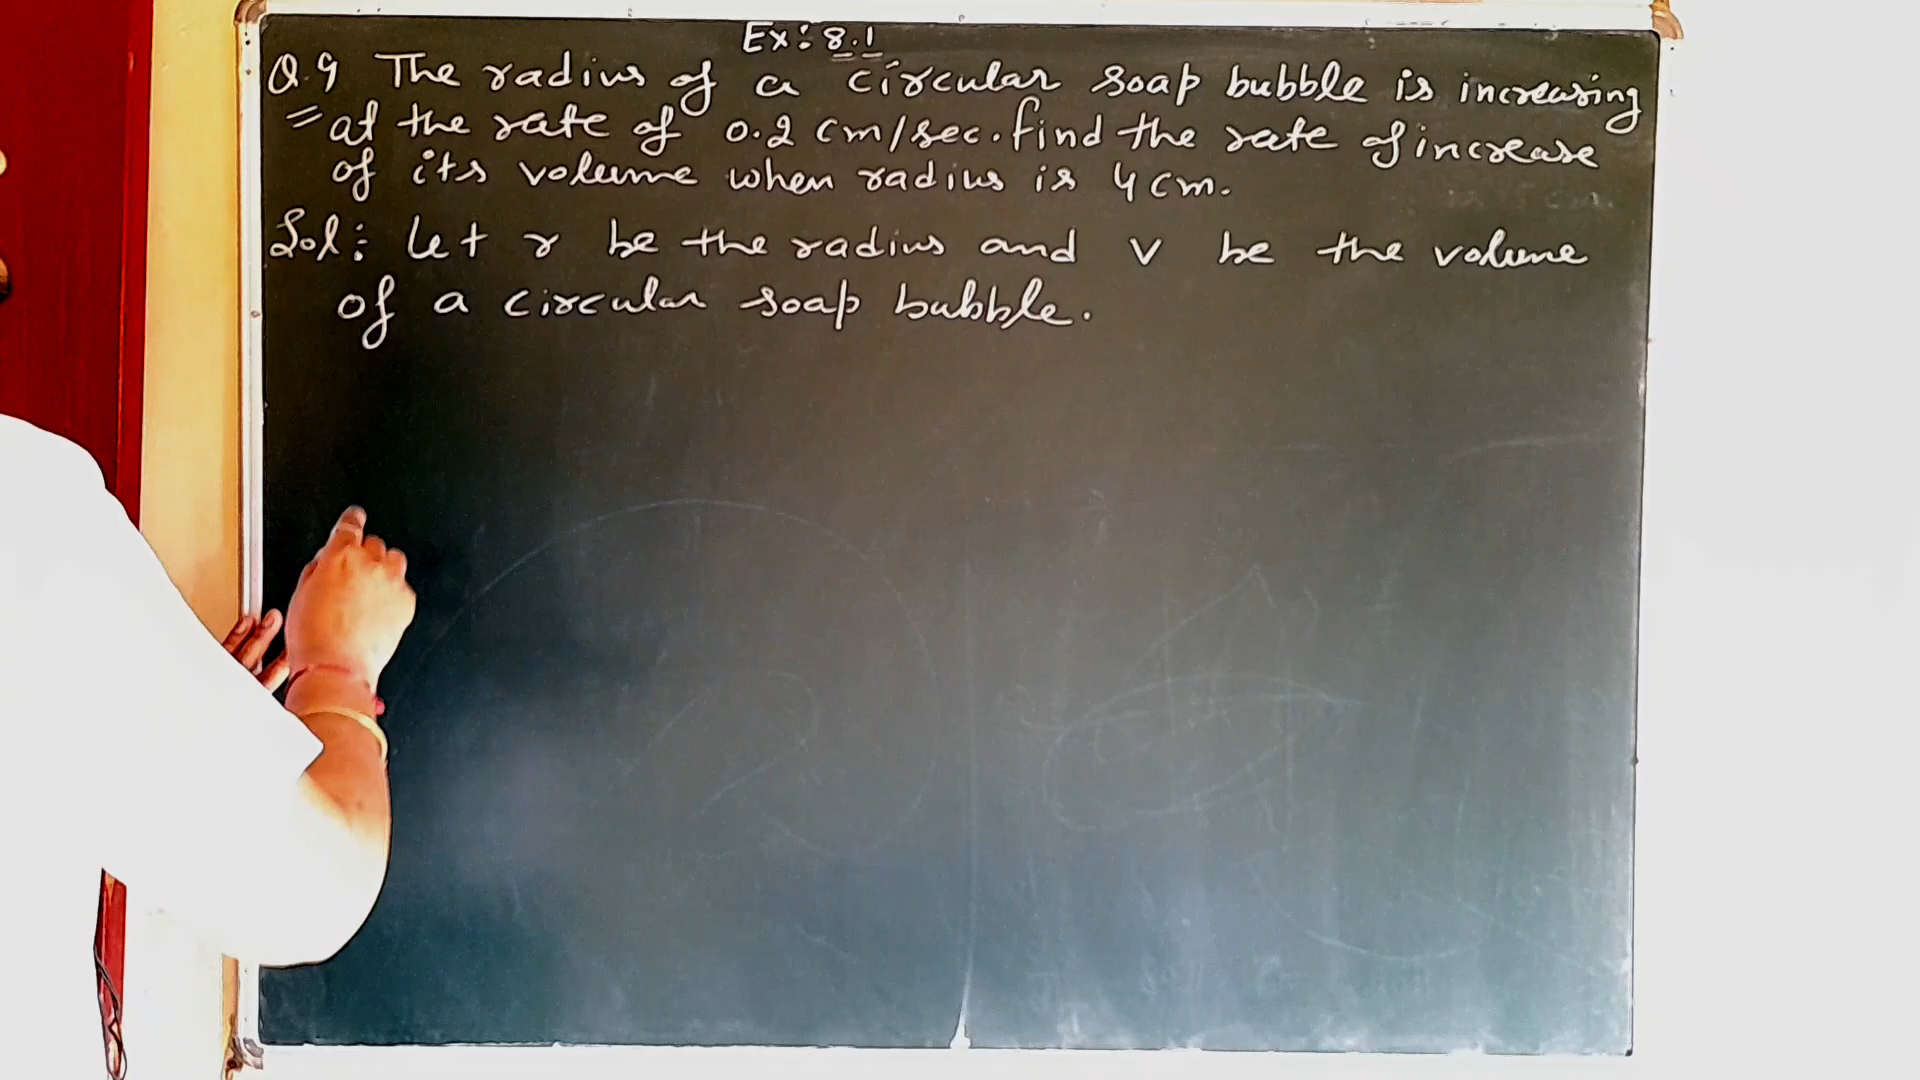 Ex: 8.1
Q.9 The radius of a circular soap bubble is increasing
at the rate of 0.2 cm/sec. find the rate of increase
of its volume when radius is 4 cm.
Sol: Let r be the radius and v be the volume
of a circular soap bubble.